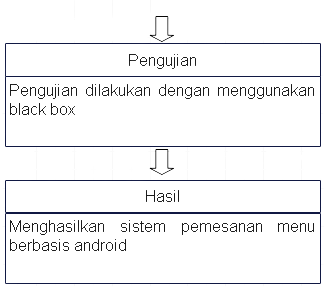 Pengujian
Pengujian dilakukan dengan menggunakan
black box
Hasil
Menghasilkan sistem pemesanan menu
berbasis android